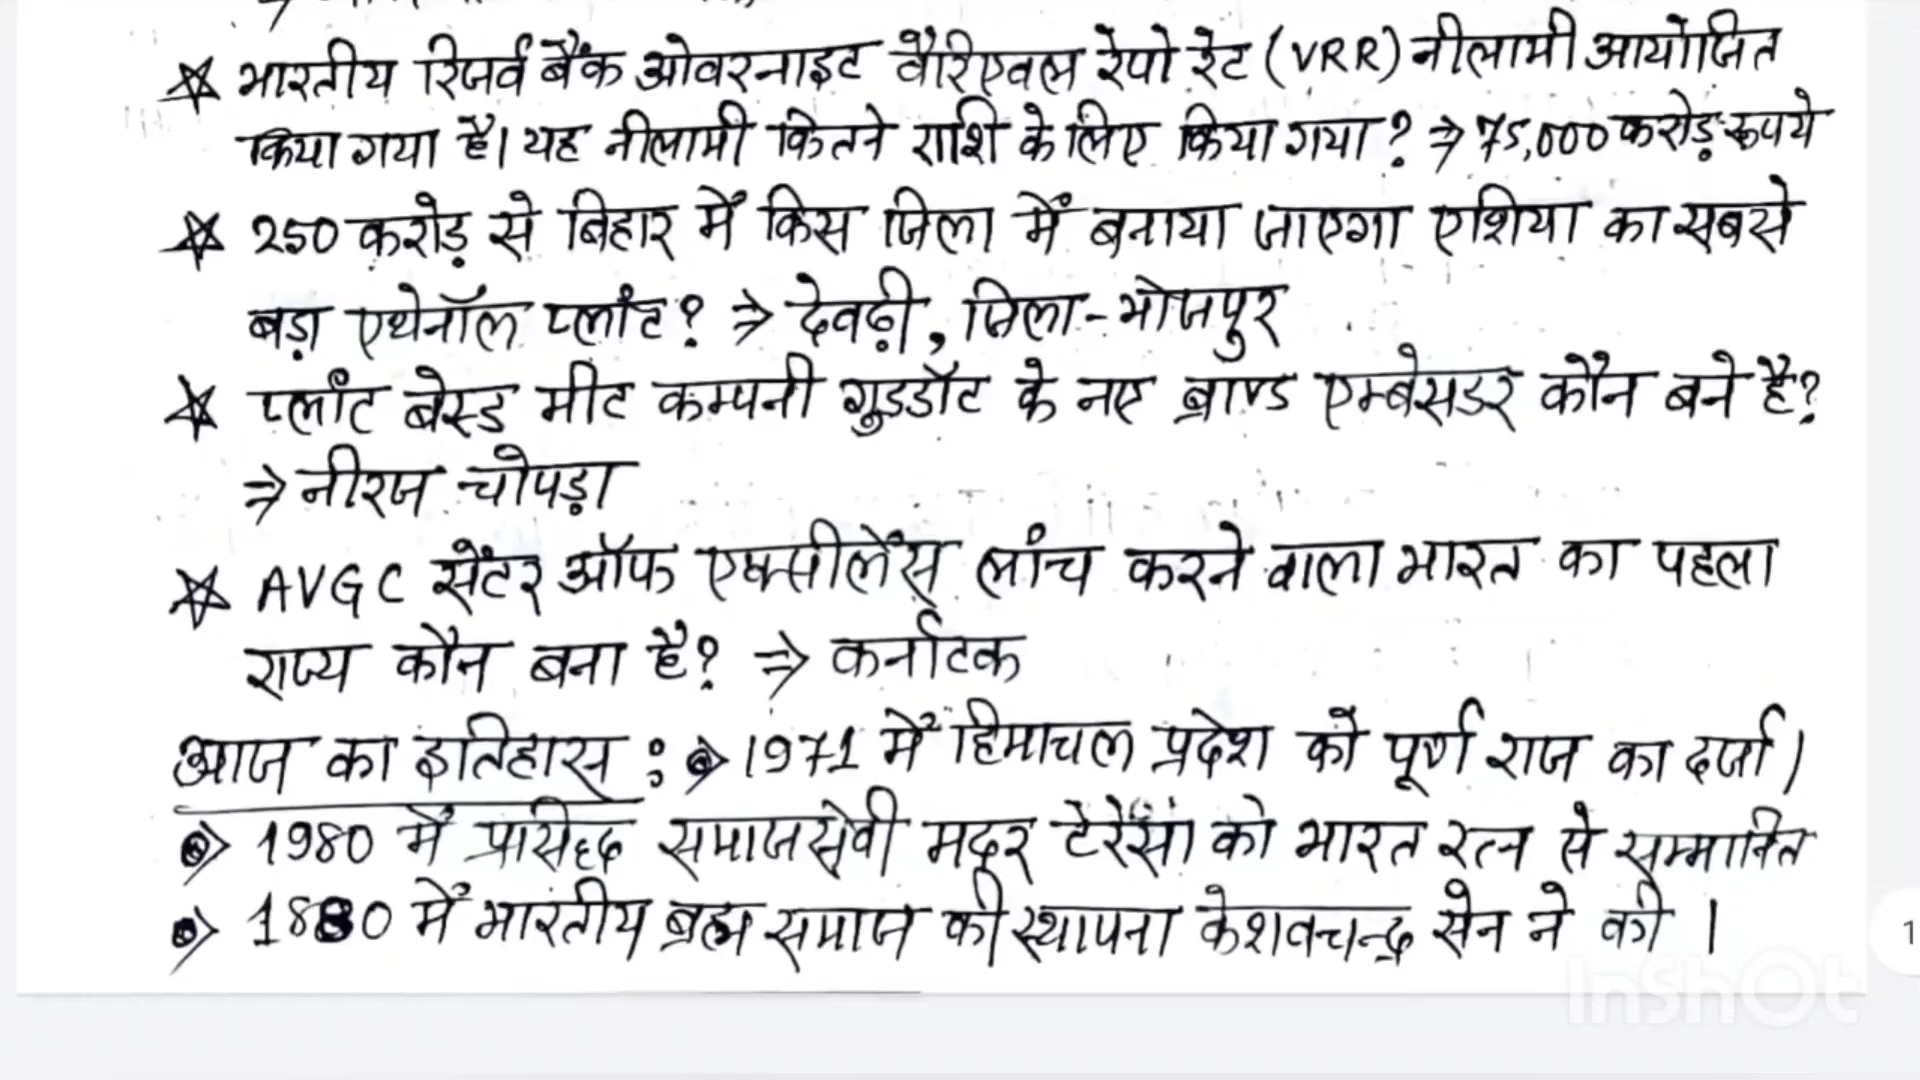 ☆ भारतीय रिजर्व बैंक ओवरनाइट वैरिएवल रेपो रेट (VRR) नीलामी आयोजित
किया गया है। यह नीलामी कितने राशि के लिए किया गया? ⇒ 75,000 करोड़ रूपये
☆ 250 करोड़ से बिहार में किस जिला में बनाया जाएगा एशिया का सबसे
बड़ा एथेनॉल प्लांट? ⇒ देवढ़ी, जिला-भोजपुर
☆ प्लांट बेस्ड मीट कम्पनी गुडडॉट के नए ब्राण्ड एम्बेसडर कौन बने है?
⇒ नीरज चोपड़ा
☆ AVGC सेंटर ऑफ एक्सीलेंस लांच करने वाला भारत का पहला
राज्य कौन बना है? ⇒ कर्नाटक
आज का इतिहास : 1971 में हिमाचल प्रदेश को पूर्ण राज का दर्जा।
1980 में प्रसिद्द समाजसेवी मदर टेरेसा को भारत रत्न से सम्मानित
1880 में भारतीय ब्रह्म समाज की स्थापना केशवचन्द्र सेन ने की ।
1
InShOt